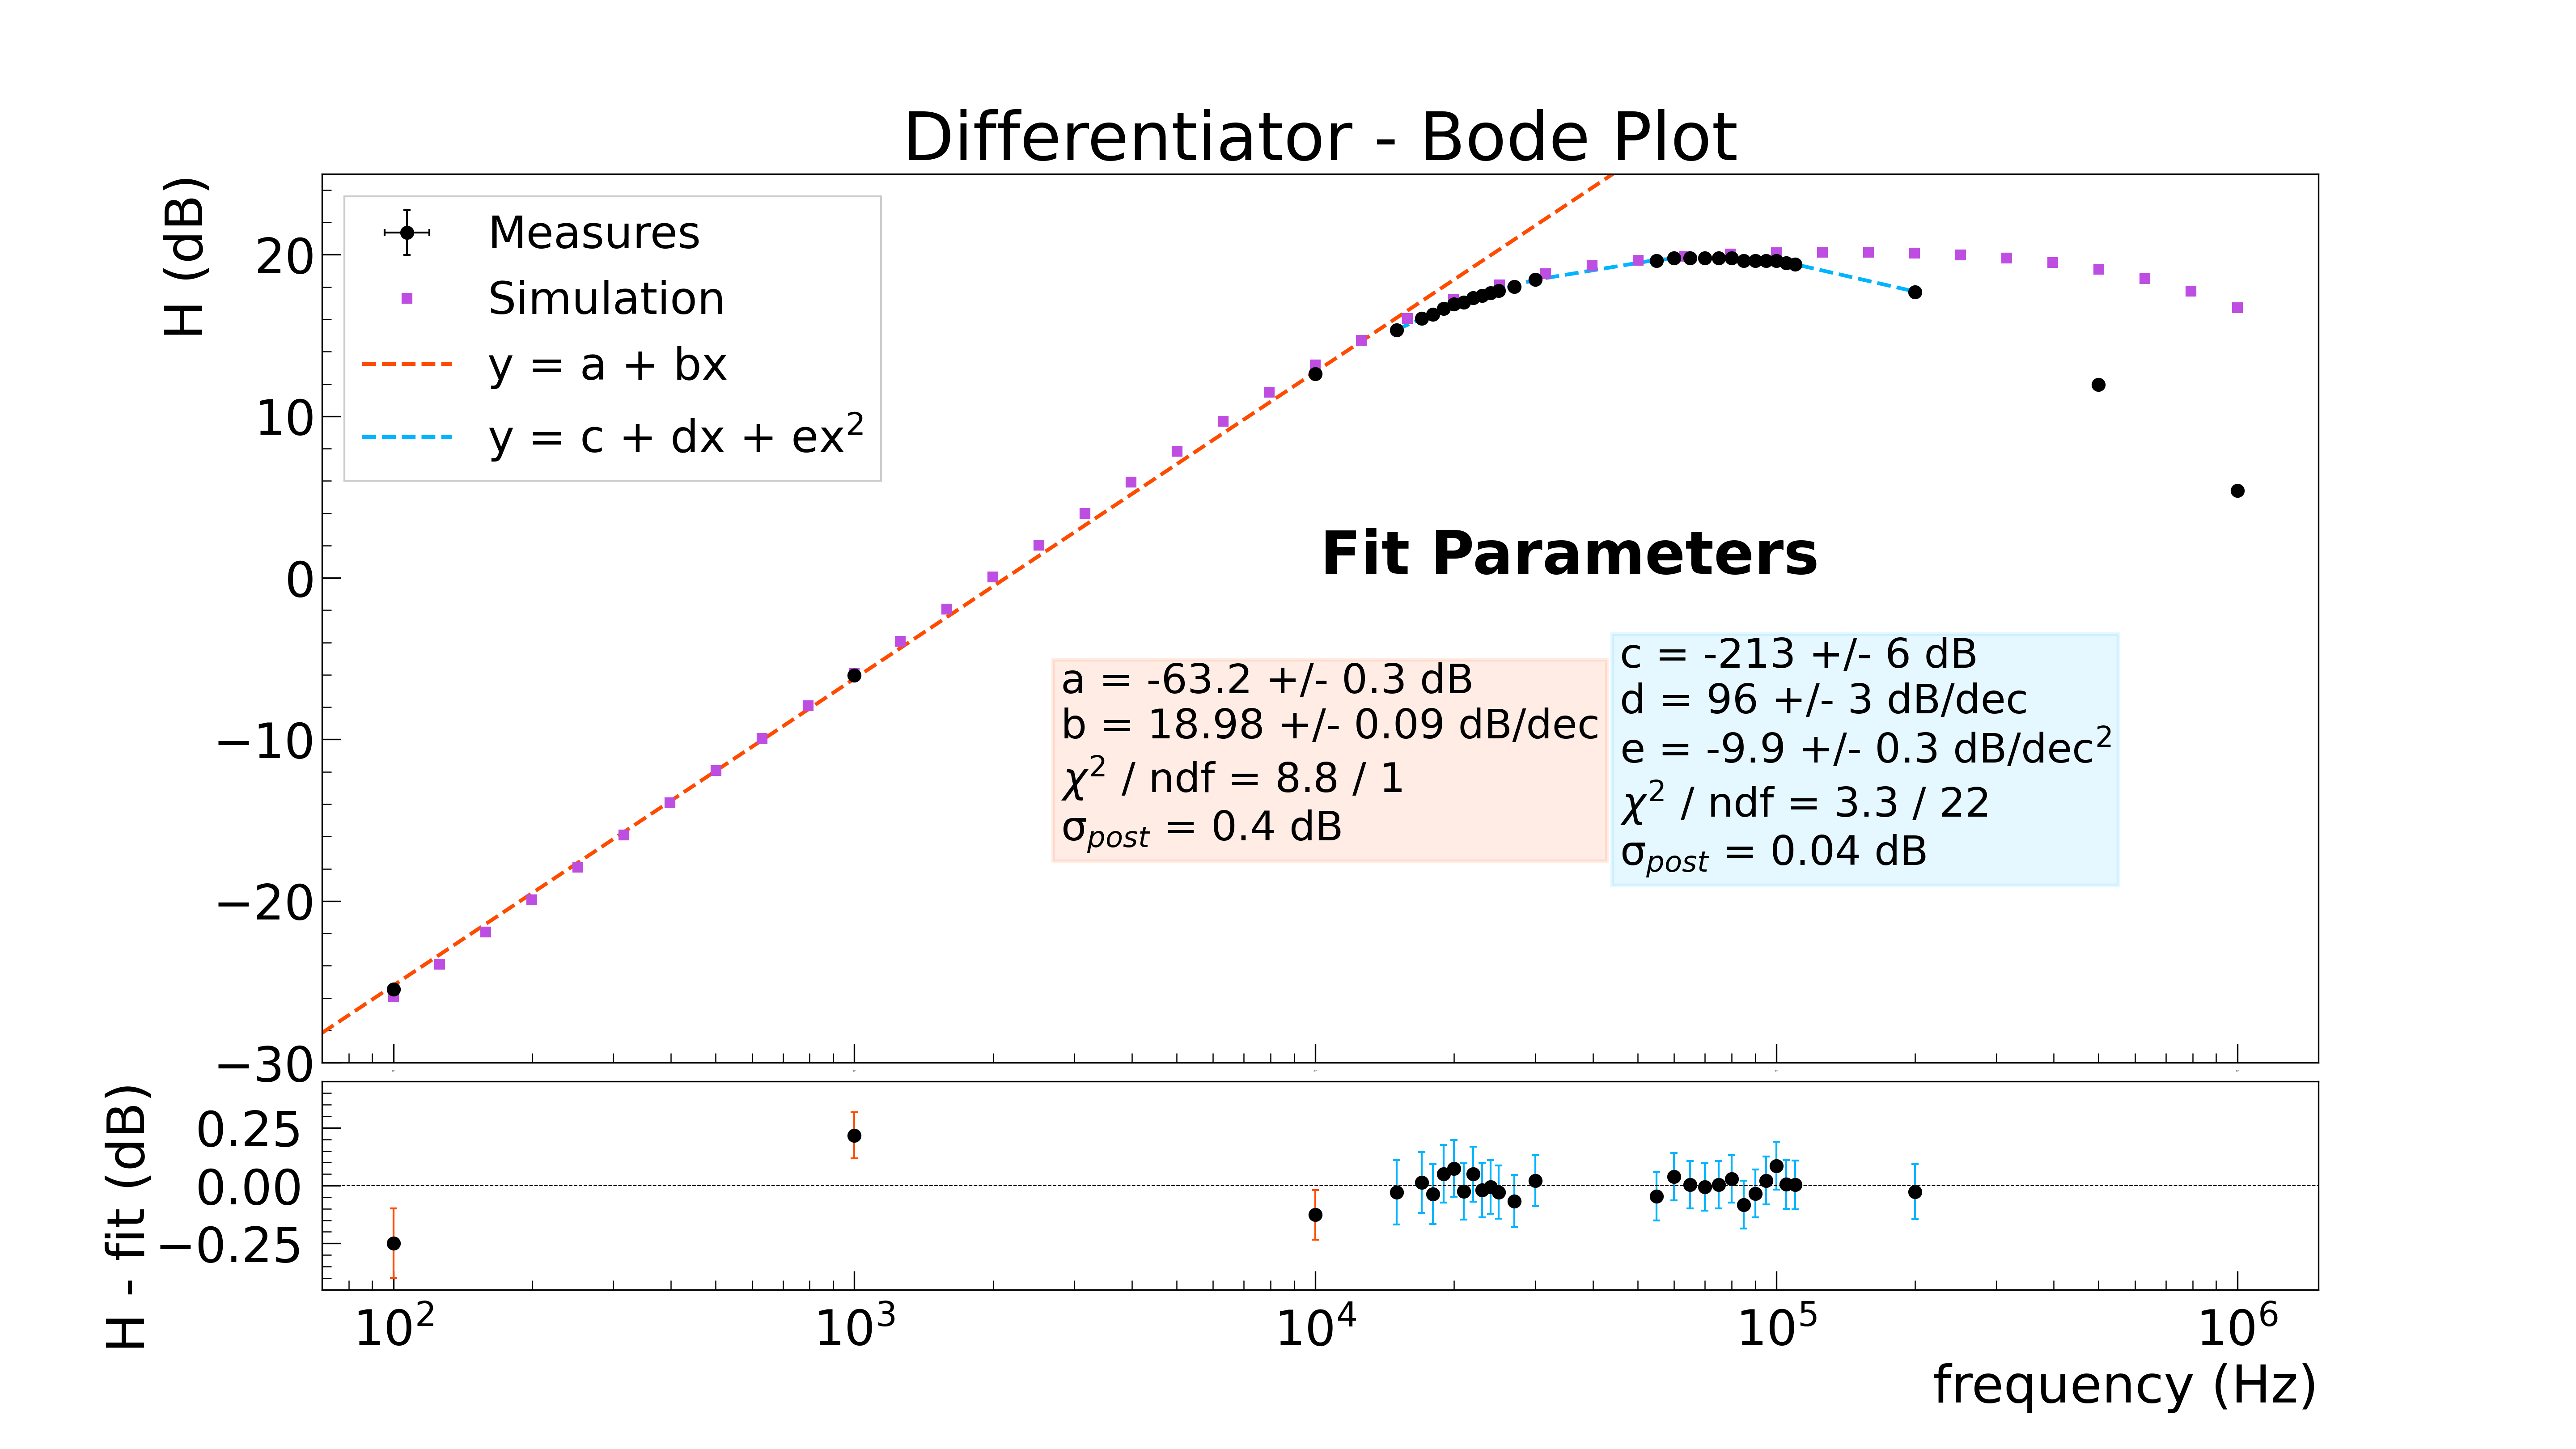 Differentiator - Bode Plot
H (dB)
20
10
0
−10
−20
−30
Measures
Simulation
y = a + bx
y = c + dx + ex²
Fit Parameters
a = -63.2 +/- 0.3 dB
b = 18.98 +/- 0.09 dB/dec
χ² / ndf = 8.8 / 1
σ_post = 0.4 dB
c = -213 +/- 6 dB
d = 96 +/- 3 dB/dec
e = -9.9 +/- 0.3 dB/dec²
χ² / ndf = 3.3 / 22
σ_post = 0.04 dB
H - fit (dB)
0.25
0.00
−0.25
10² 10³ 10⁴ 10⁵ 10⁶
frequency (Hz)